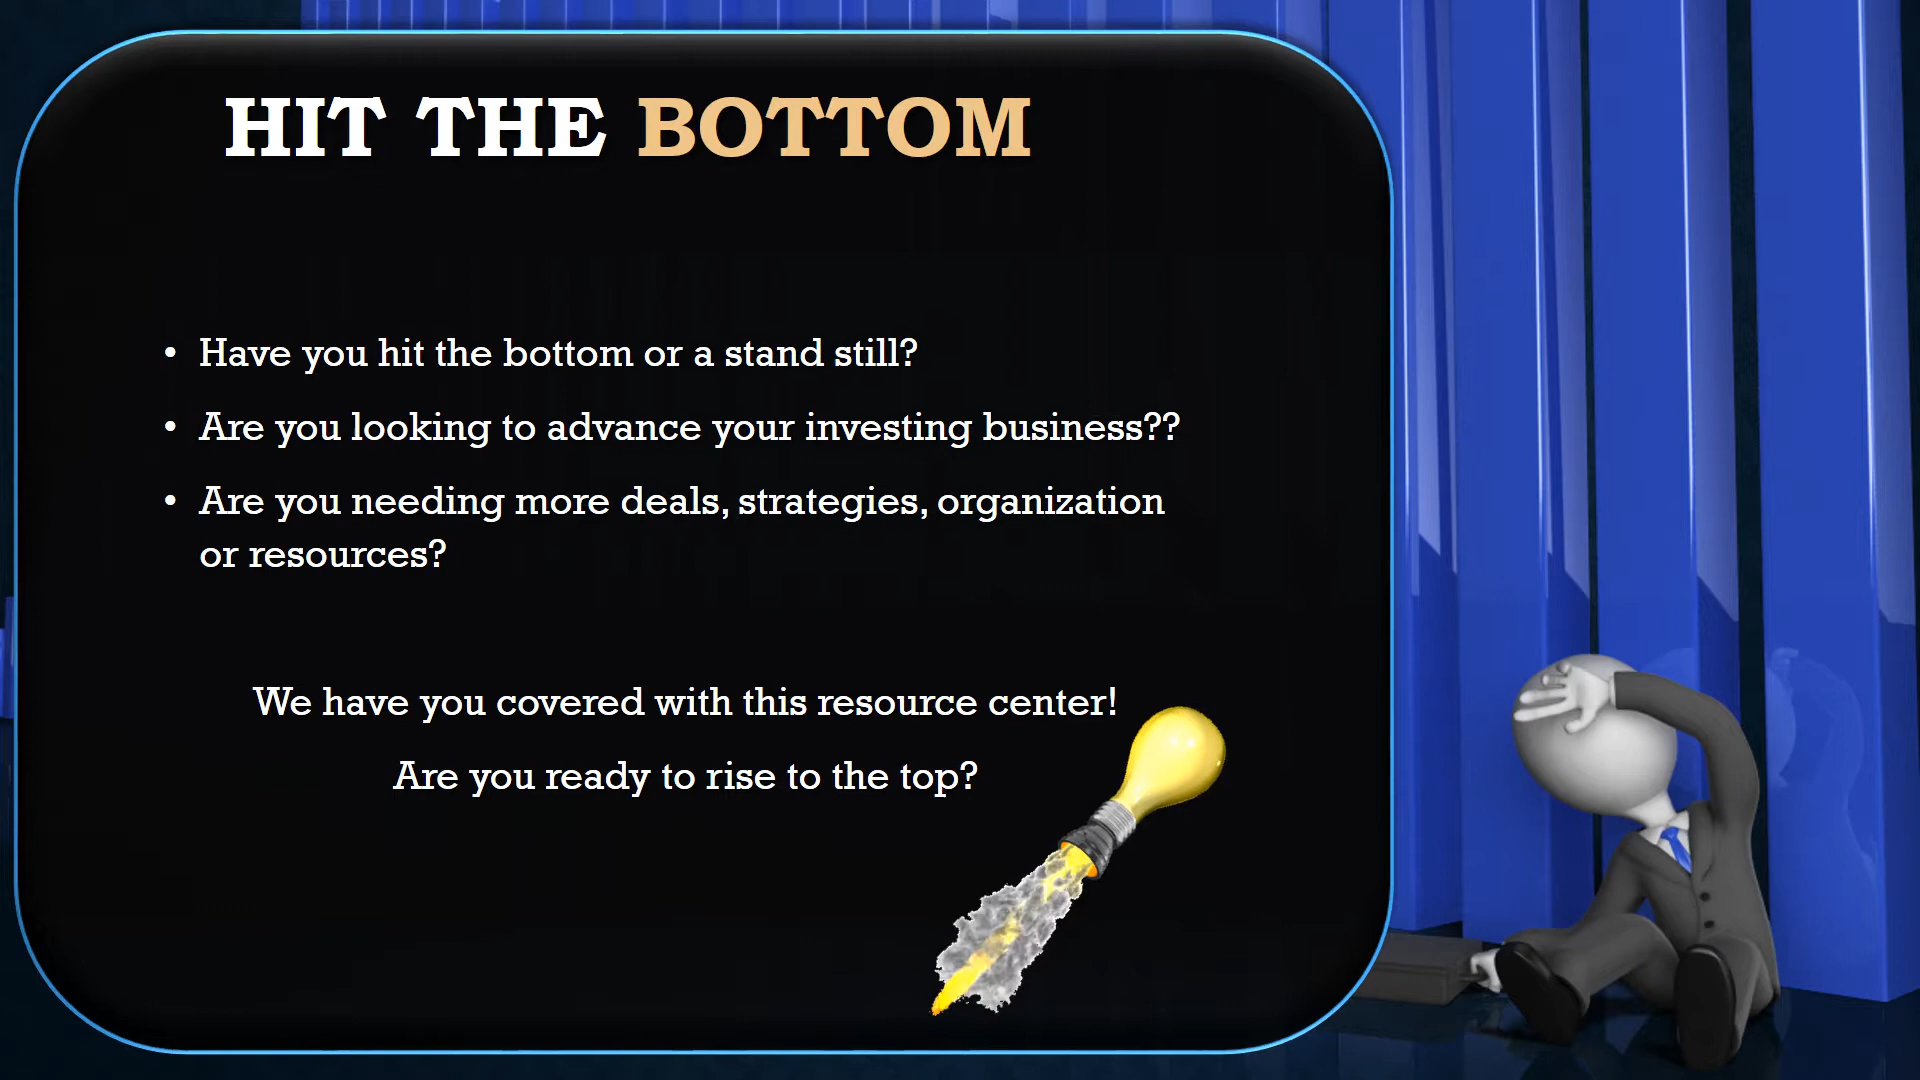 HIT THE BOTTOM
• Have you hit the bottom or a stand still?
• Are you looking to advance your investing business??
• Are you needing more deals, strategies, organization
or resources?
We have you covered with this resource center!
Are you ready to rise to the top?